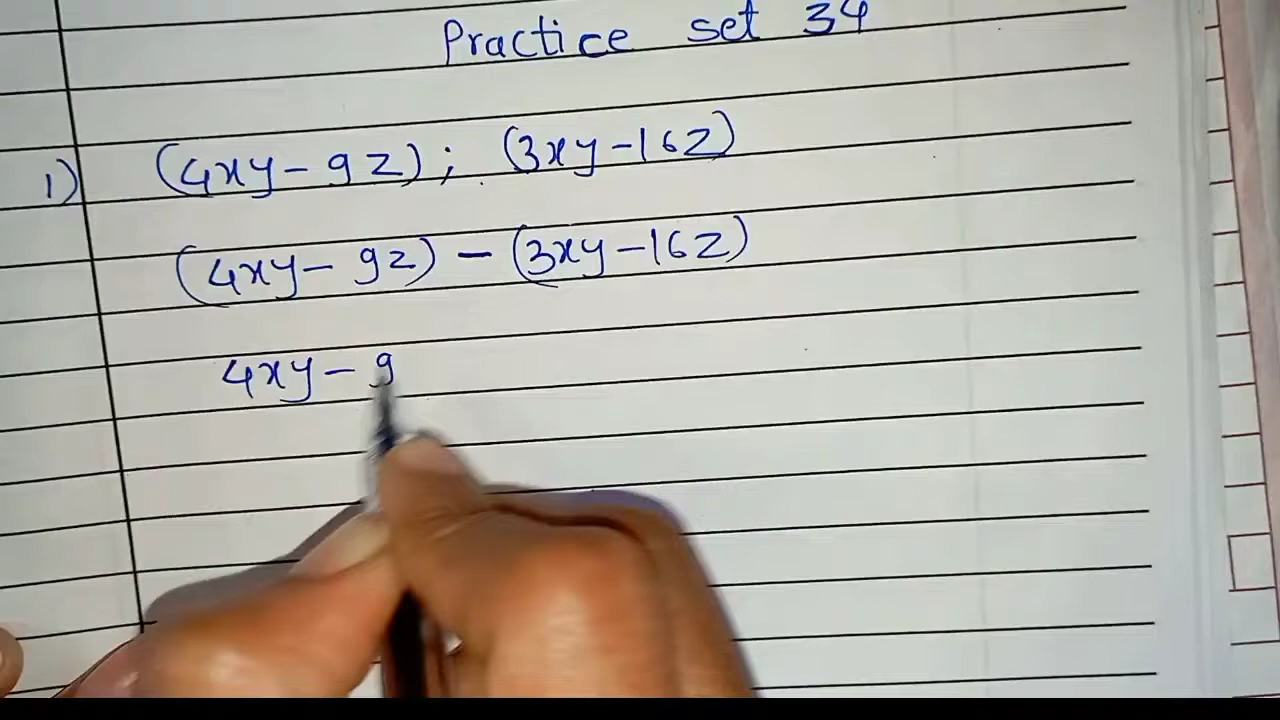 Practice set 34
1) (4xy - 9z); (3xy - 16z)
(4xy - 9z) - (3xy - 16z)
4xy - 9